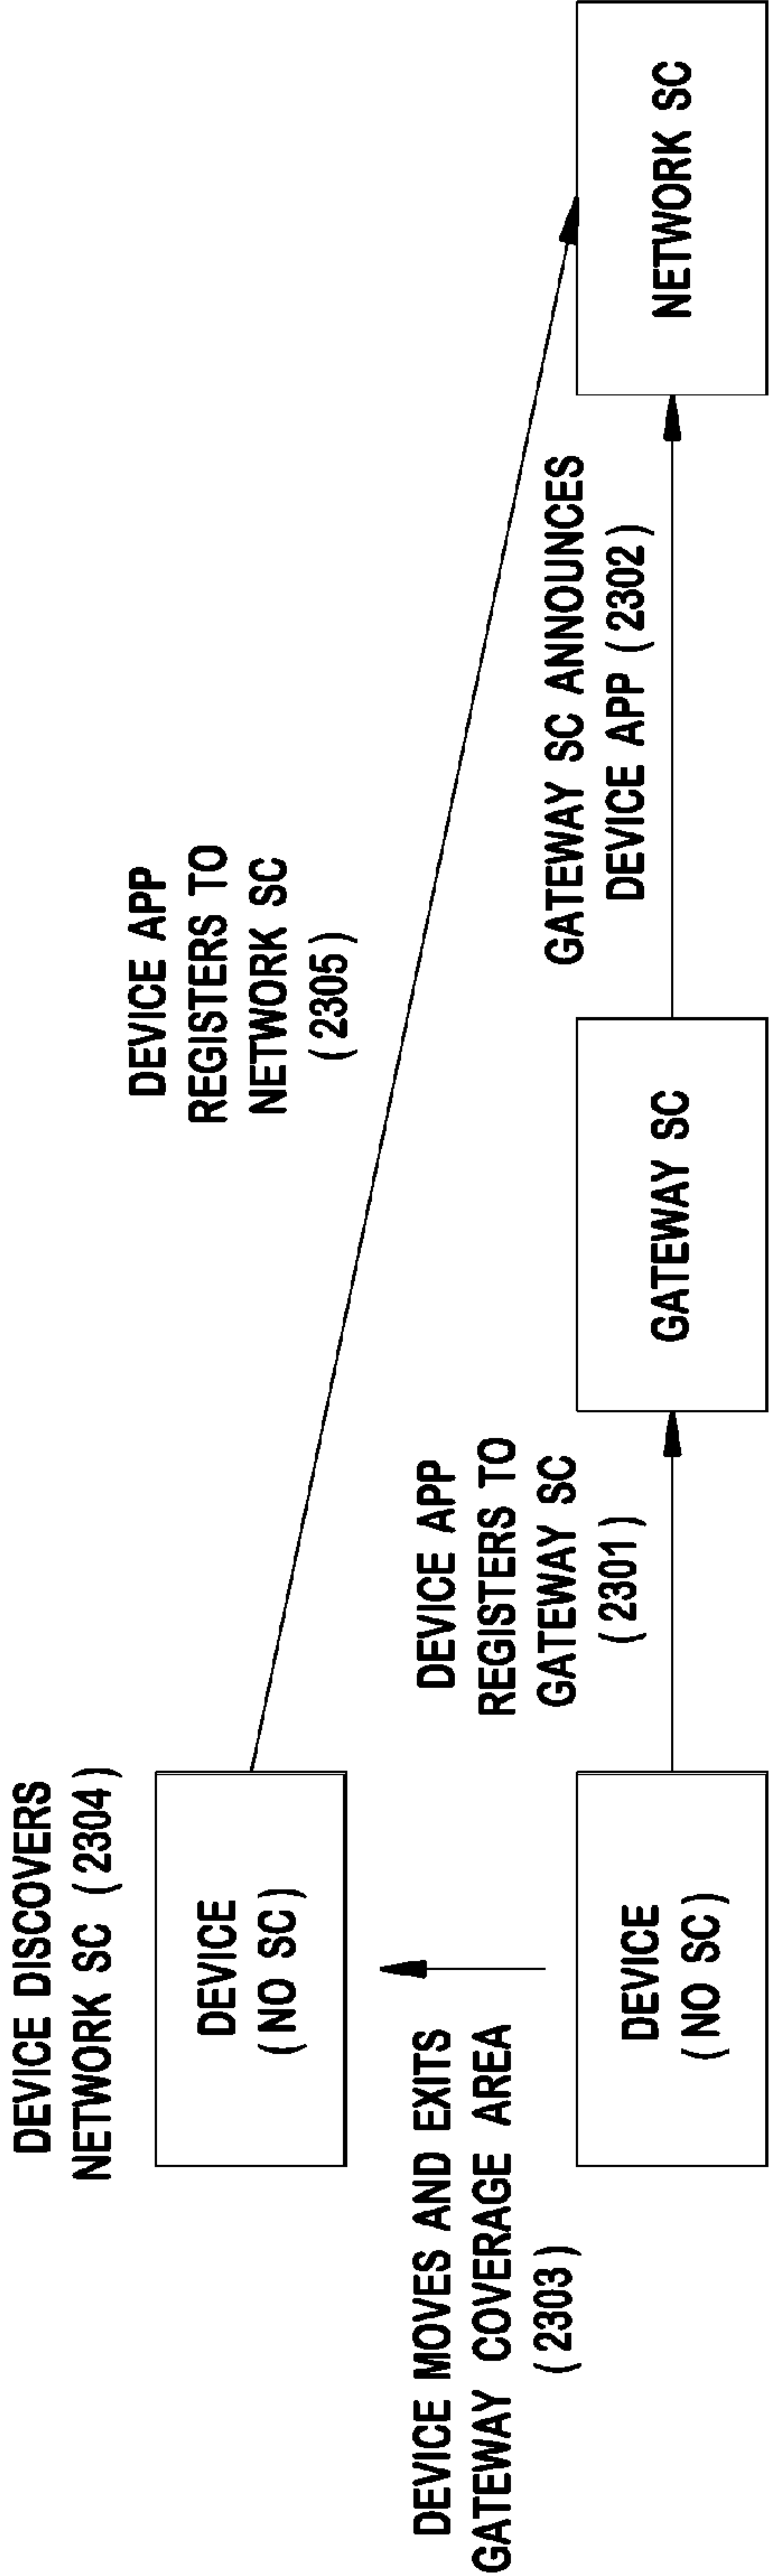 DEVICE DISCOVERS
NETWORK SC (2304)
DEVICE
(NO SC)
DEVICE APP
REGISTERS TO
NETWORK SC
(2305)
DEVICE MOVES AND EXITS
GATEWAY COVERAGE AREA
(2303)
DEVICE
(NO SC)
DEVICE APP
REGISTERS TO
GATEWAY SC
(2301)
GATEWAY SC
GATEWAY SC ANNOUNCES
DEVICE APP (2302)
NETWORK SC